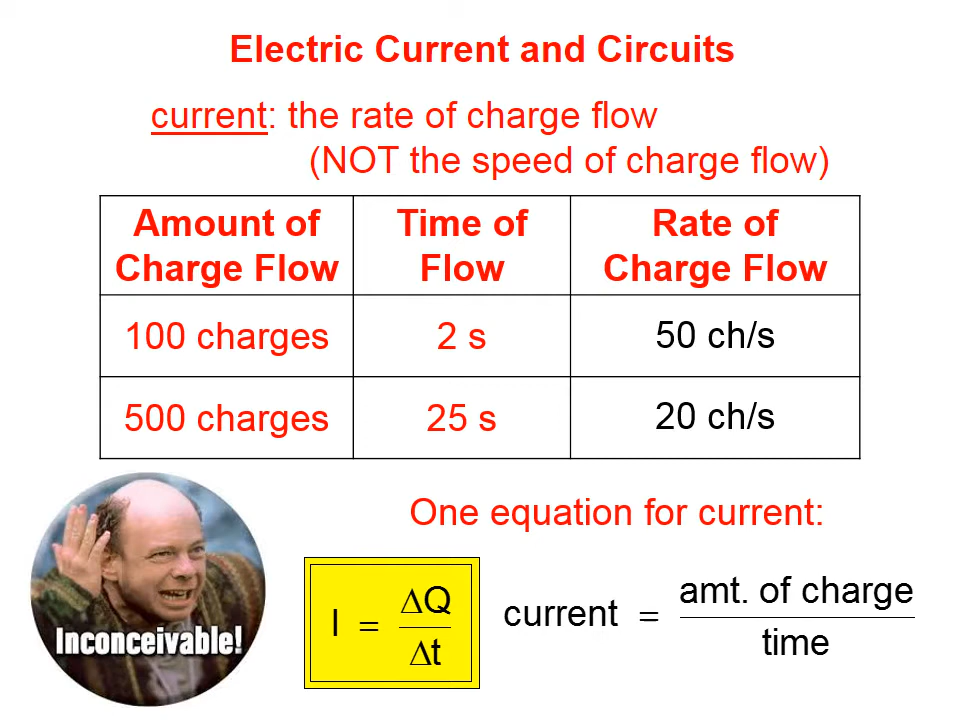 Electric Current and Circuits
current: the rate of charge flow
(NOT the speed of charge flow)
Amount of Charge Flow
Time of Flow
Rate of Charge Flow
100 charges
2 s
50 ch/s
500 charges
25 s
20 ch/s
Inconceivable!
One equation for current:
I = ΔQ / Δt
current = amt. of charge / time